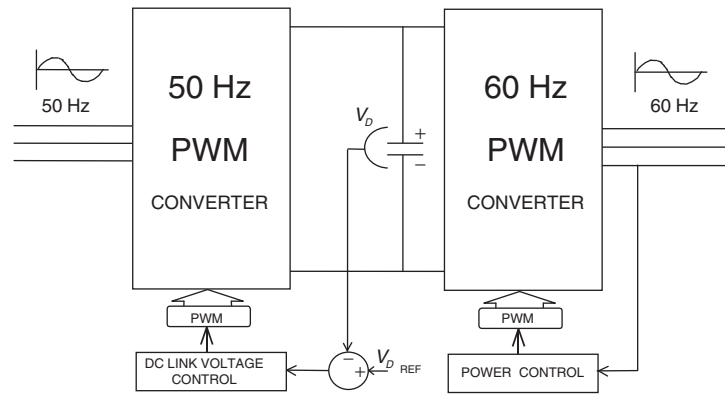 50 Hz
50 Hz
PWM
CONVERTER
V_D
+
−
60 Hz
PWM
CONVERTER
60 Hz
PWM
PWM
DC LINK VOLTAGE
CONTROL
−
+
V_D REF
POWER CONTROL